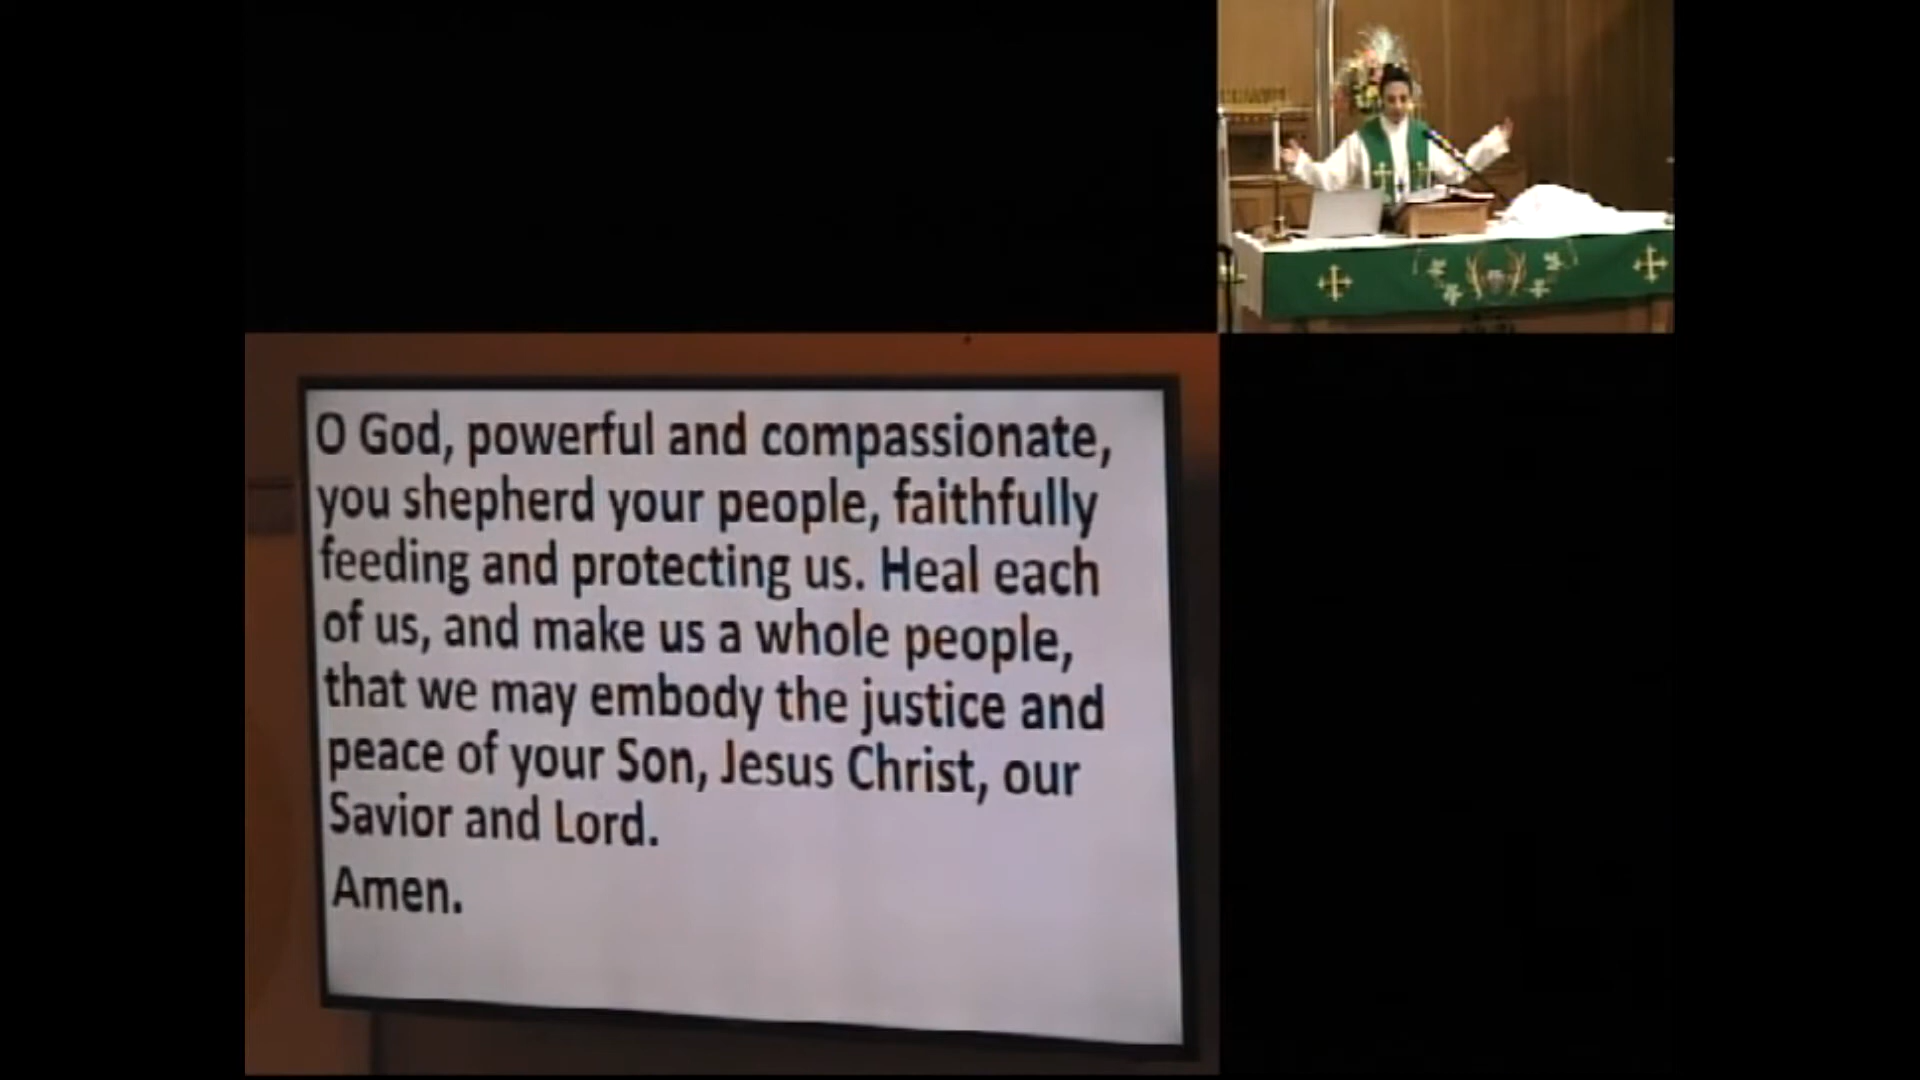 O God, powerful and compassionate,
you shepherd your people, faithfully
feeding and protecting us. Heal each
of us, and make us a whole people,
that we may embody the justice and
peace of your Son, Jesus Christ, our
Savior and Lord.
Amen.